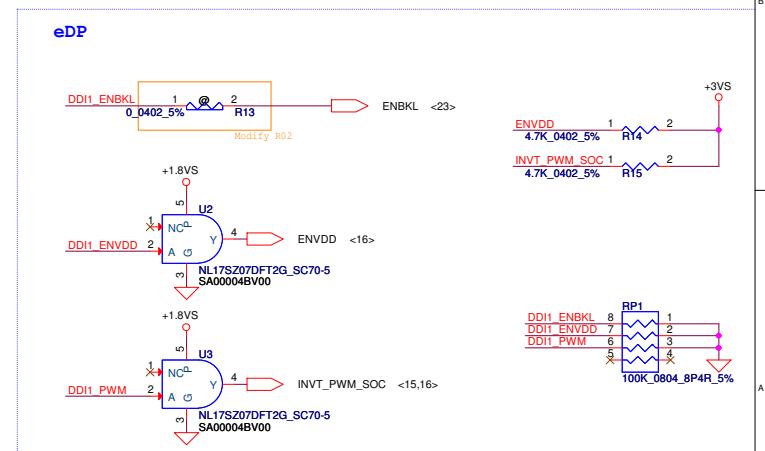 B
eDP
+3VS
DDI1_ENBKL 1 @ 2 ENBKL <23>
0_0402_5% R13
Modify R02
ENVDD 1 2
4.7K_0402_5% R14
INVT_PWM_SOC 1 2
4.7K_0402_5% R15
+1.8VS
5
U2
1 NC P
Y 4 ENVDD <16>
DDI1_ENVDD 2 A G
3
NL17SZ07DFT2G_SC70-5
SA00004BV00
RP1
DDI1_ENBKL 8 1
DDI1_ENVDD 7 2
DDI1_PWM 6 3
5 4
100K_0804_8P4R_5%
+1.8VS
5
U3
1 NC P
Y 4 INVT_PWM_SOC <15,16>
DDI1_PWM 2 A G
3
NL17SZ07DFT2G_SC70-5
SA00004BV00
A